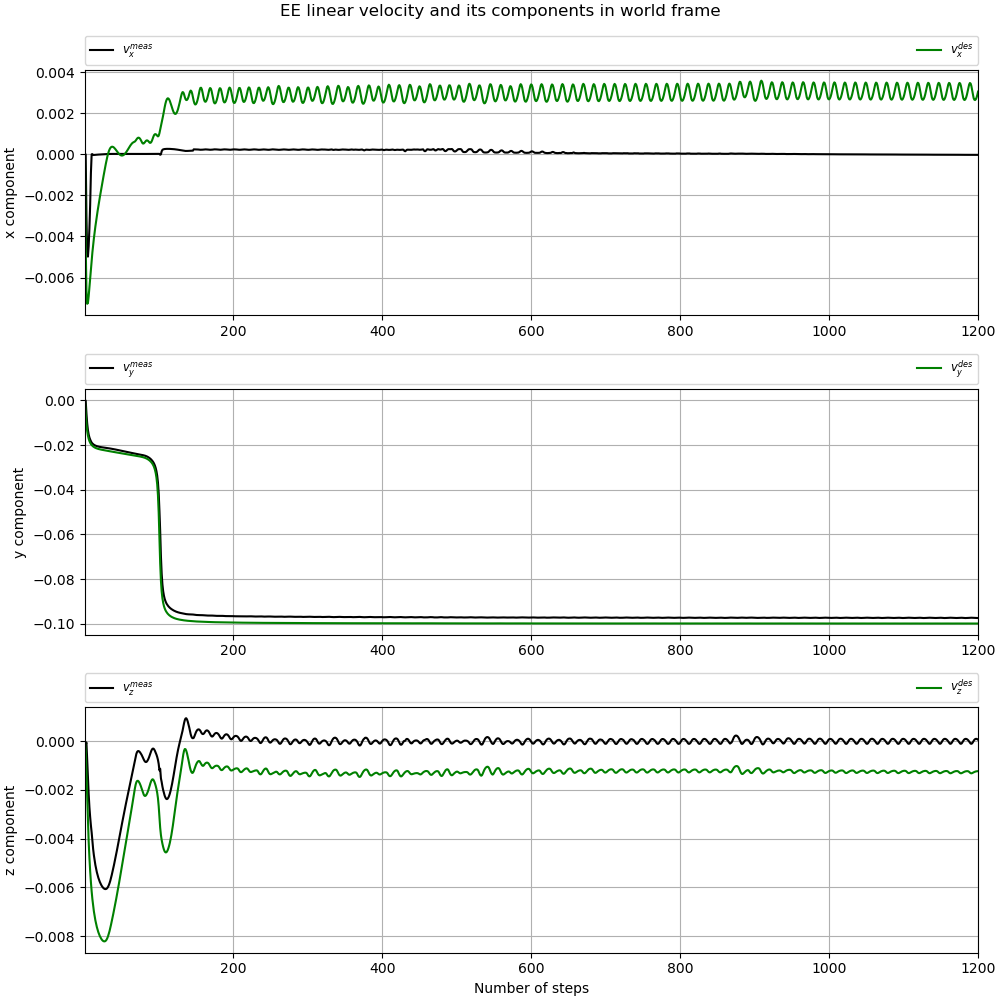 EE linear velocity and its components in world frame
v_x^{meas} v_x^{des}
0.004
0.002
0.000
−0.002
−0.004
−0.006
x component
200 400 600 800 1000 1200
v_y^{meas} v_y^{des}
0.00
−0.02
−0.04
−0.06
−0.08
−0.10
y component
200 400 600 800 1000 1200
v_z^{meas} v_z^{des}
0.000
−0.002
−0.004
−0.006
−0.008
z component
200 400 600 800 1000 1200
Number of steps